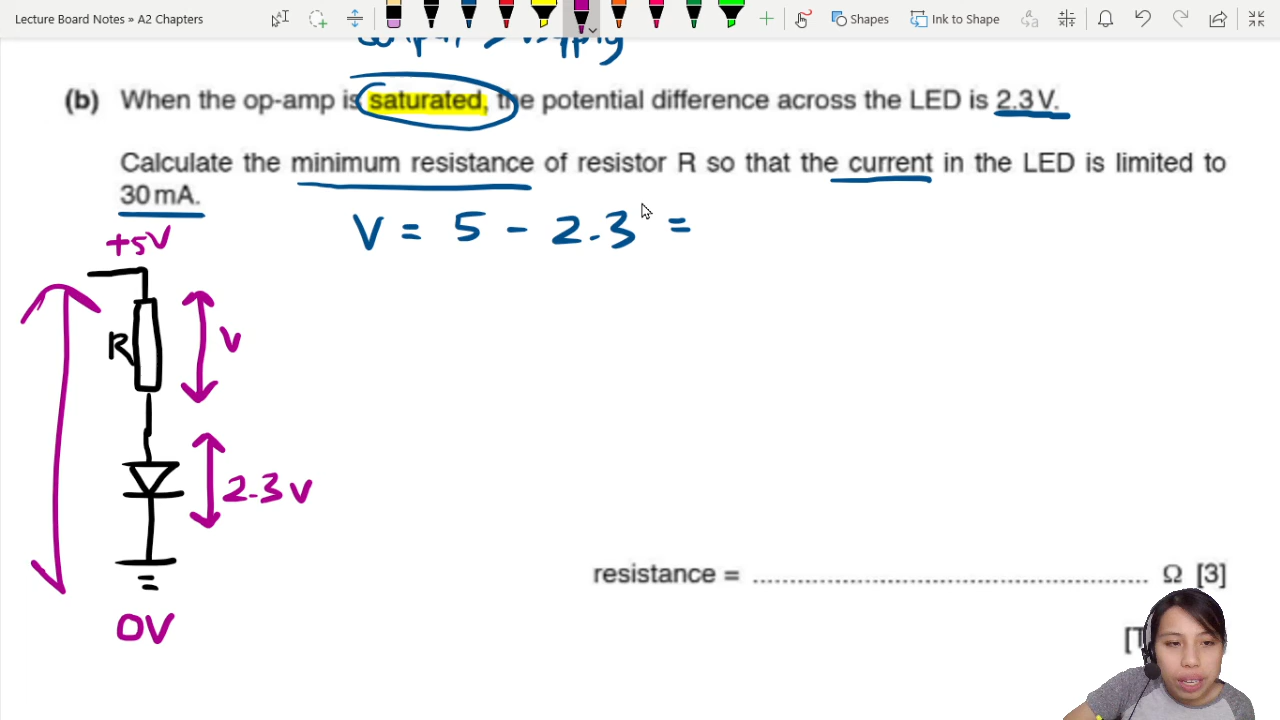 Lecture Board Notes » A2 Chapters
Shapes
Ink to Shape
output > supply
(b) When the op-amp is saturated, the potential difference across the LED is 2.3 V.
Calculate the minimum resistance of resistor R so that the current in the LED is limited to
30 mA.
V = 5 - 2.3 =
+5V
R
V
2.3 V
0V
resistance = ................................................ Ω [3]